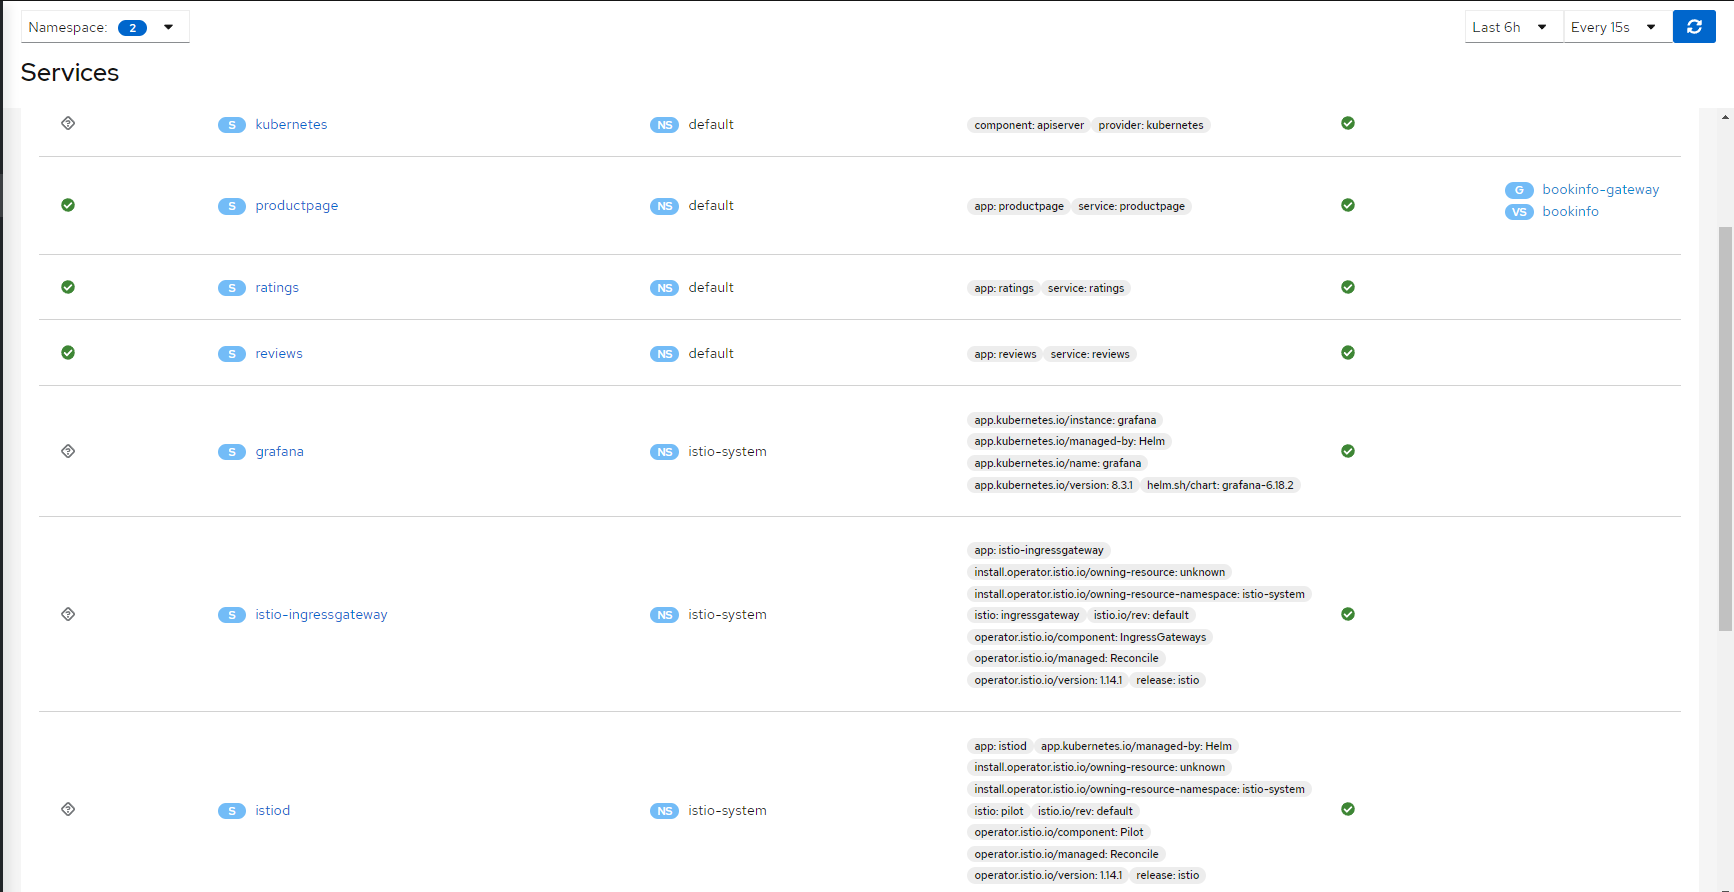 Namespace: 2
Last 6h
Every 15s
Services
S kubernetes NS default component: apiserver provider: kubernetes
G bookinfo-gateway
S productpage NS default app: productpage service: productpage
VS bookinfo
S ratings NS default app: ratings service: ratings
S reviews NS default app: reviews service: reviews
app.kubernetes.io/instance: grafana
app.kubernetes.io/managed-by: Helm
S grafana NS istio-system
app.kubernetes.io/name: grafana
app.kubernetes.io/version: 8.3.1 helm.sh/chart: grafana-6.18.2
app: istio-ingressgateway
install.operator.istio.io/owning-resource: unknown
install.operator.istio.io/owning-resource-namespace: istio-system
S istio-ingressgateway NS istio-system istio: ingressgateway istio.io/rev: default
operator.istio.io/component: IngressGateways
operator.istio.io/managed: Reconcile
operator.istio.io/version: 1.14.1 release: istio
app: istiod app.kubernetes.io/managed-by: Helm
install.operator.istio.io/owning-resource: unknown
install.operator.istio.io/owning-resource-namespace: istio-system
S istiod NS istio-system istio: pilot istio.io/rev: default
operator.istio.io/component: Pilot
operator.istio.io/managed: Reconcile
operator.istio.io/version: 1.14.1 release: istio